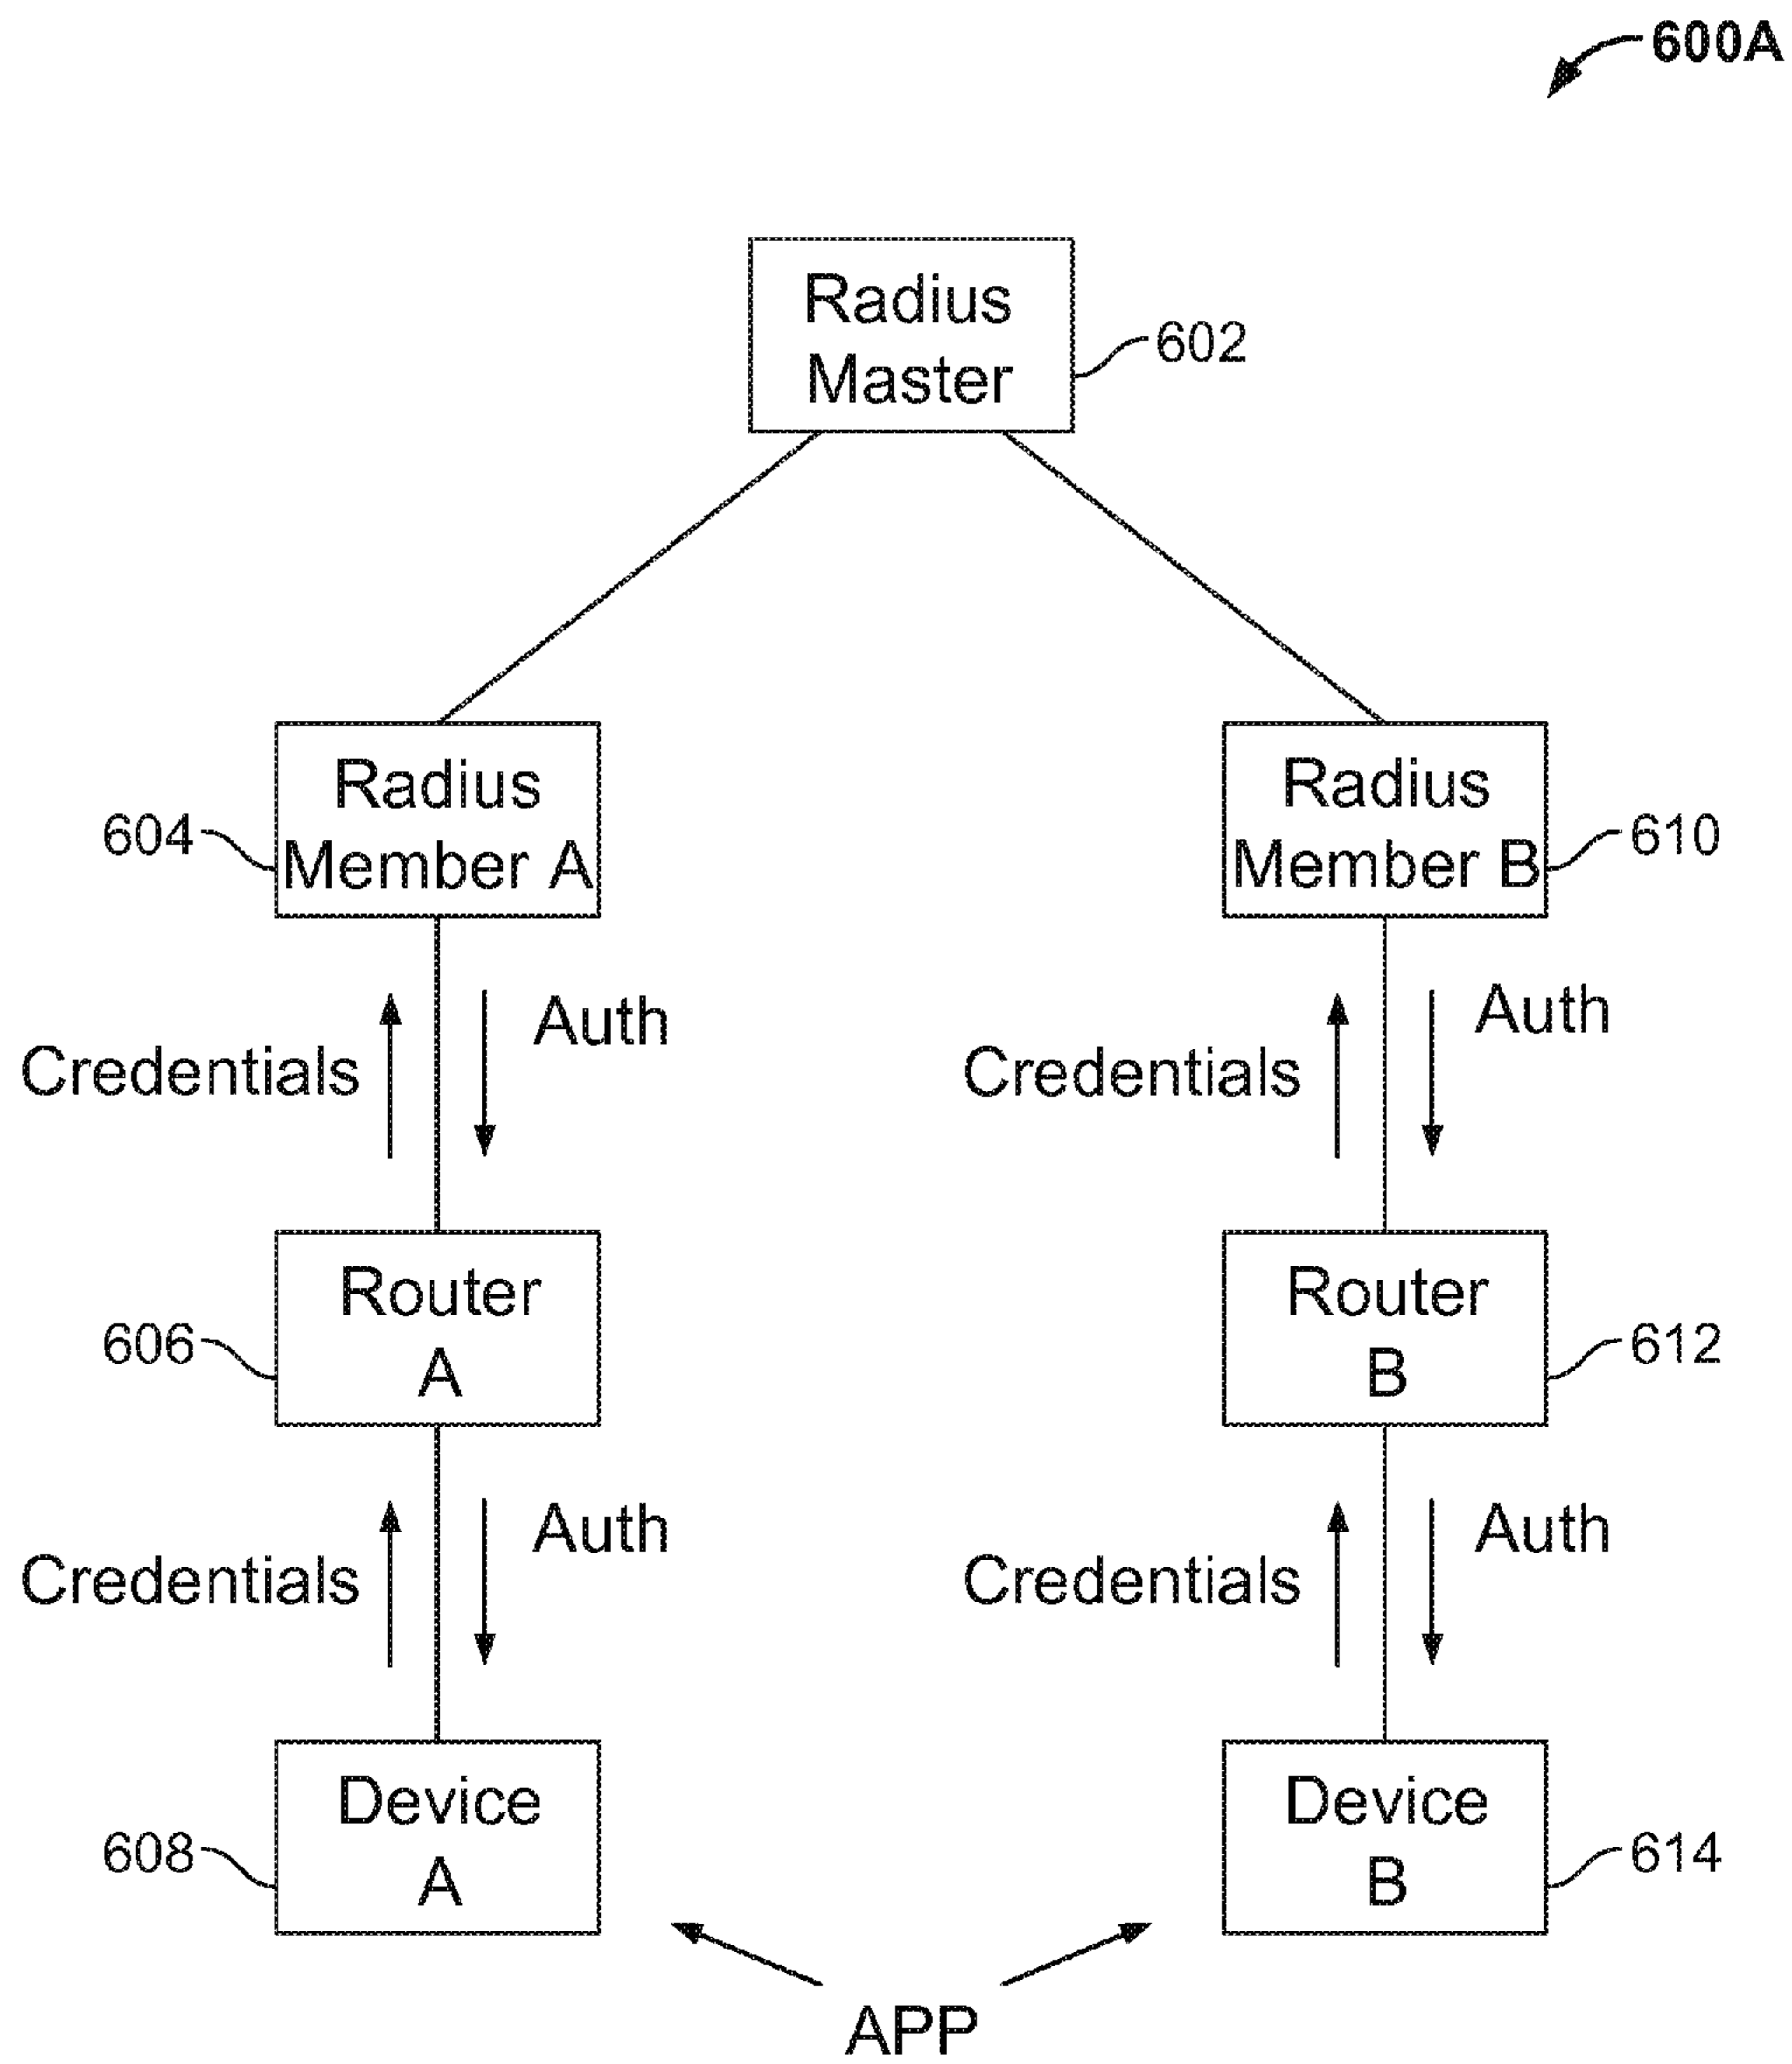 600A
Radius
Master
602
Radius
Member A
604
Radius
Member B
610
Credentials
Auth
Credentials
Auth
Router
A
606
Router
B
612
Credentials
Auth
Credentials
Auth
Device
A
608
Device
B
614
APP